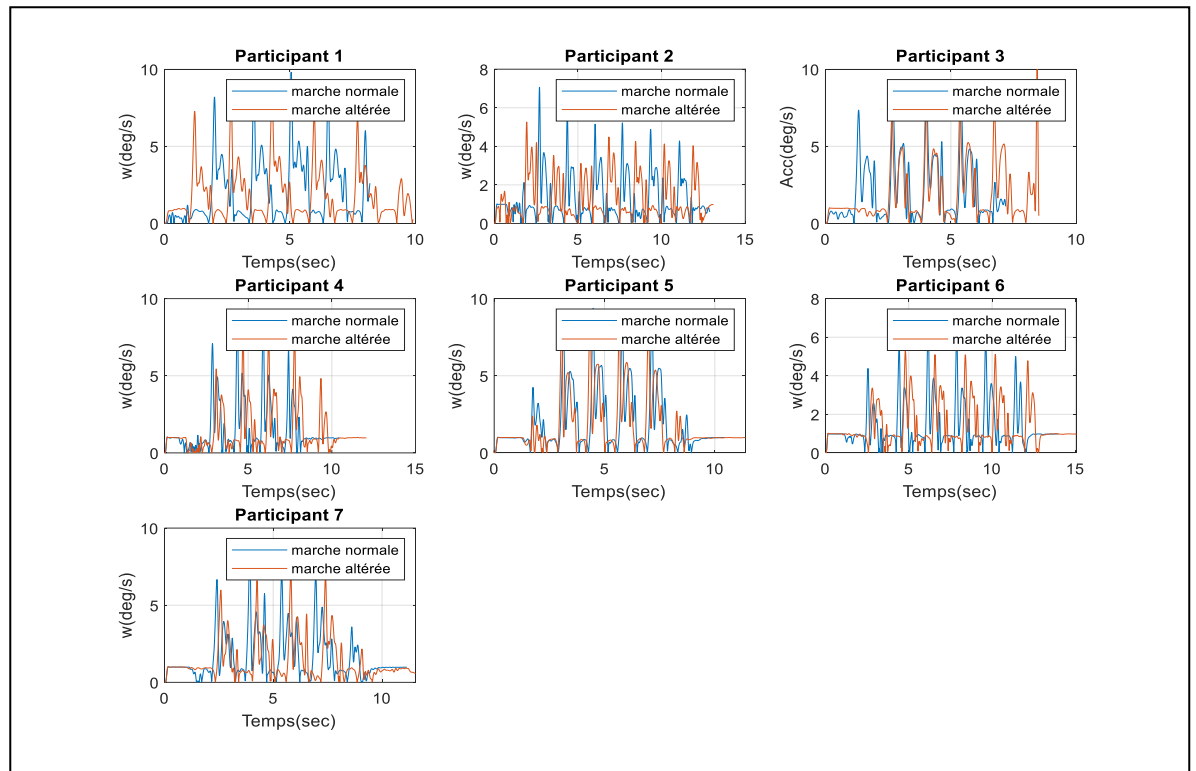 Participant 1
10
5
0
w(deg/s)
marche normale
marche altérée
0 5 10
Temps(sec)
Participant 2
8
6
4
2
0
w(deg/s)
marche normale
marche altérée
0 5 10 15
Temps(sec)
Participant 3
10
5
0
Acc(deg/s)
marche normale
marche altérée
0 5 10
Temps(sec)
Participant 4
10
5
0
w(deg/s)
marche normale
marche altérée
0 5 10 15
Temps(sec)
Participant 5
10
5
0
w(deg/s)
marche normale
marche altérée
0 5 10
Temps(sec)
Participant 6
8
6
4
2
0
w(deg/s)
marche normale
marche altérée
0 5 10 15
Temps(sec)
Participant 7
10
5
0
w(deg/s)
marche normale
marche altérée
0 5 10
Temps(sec)